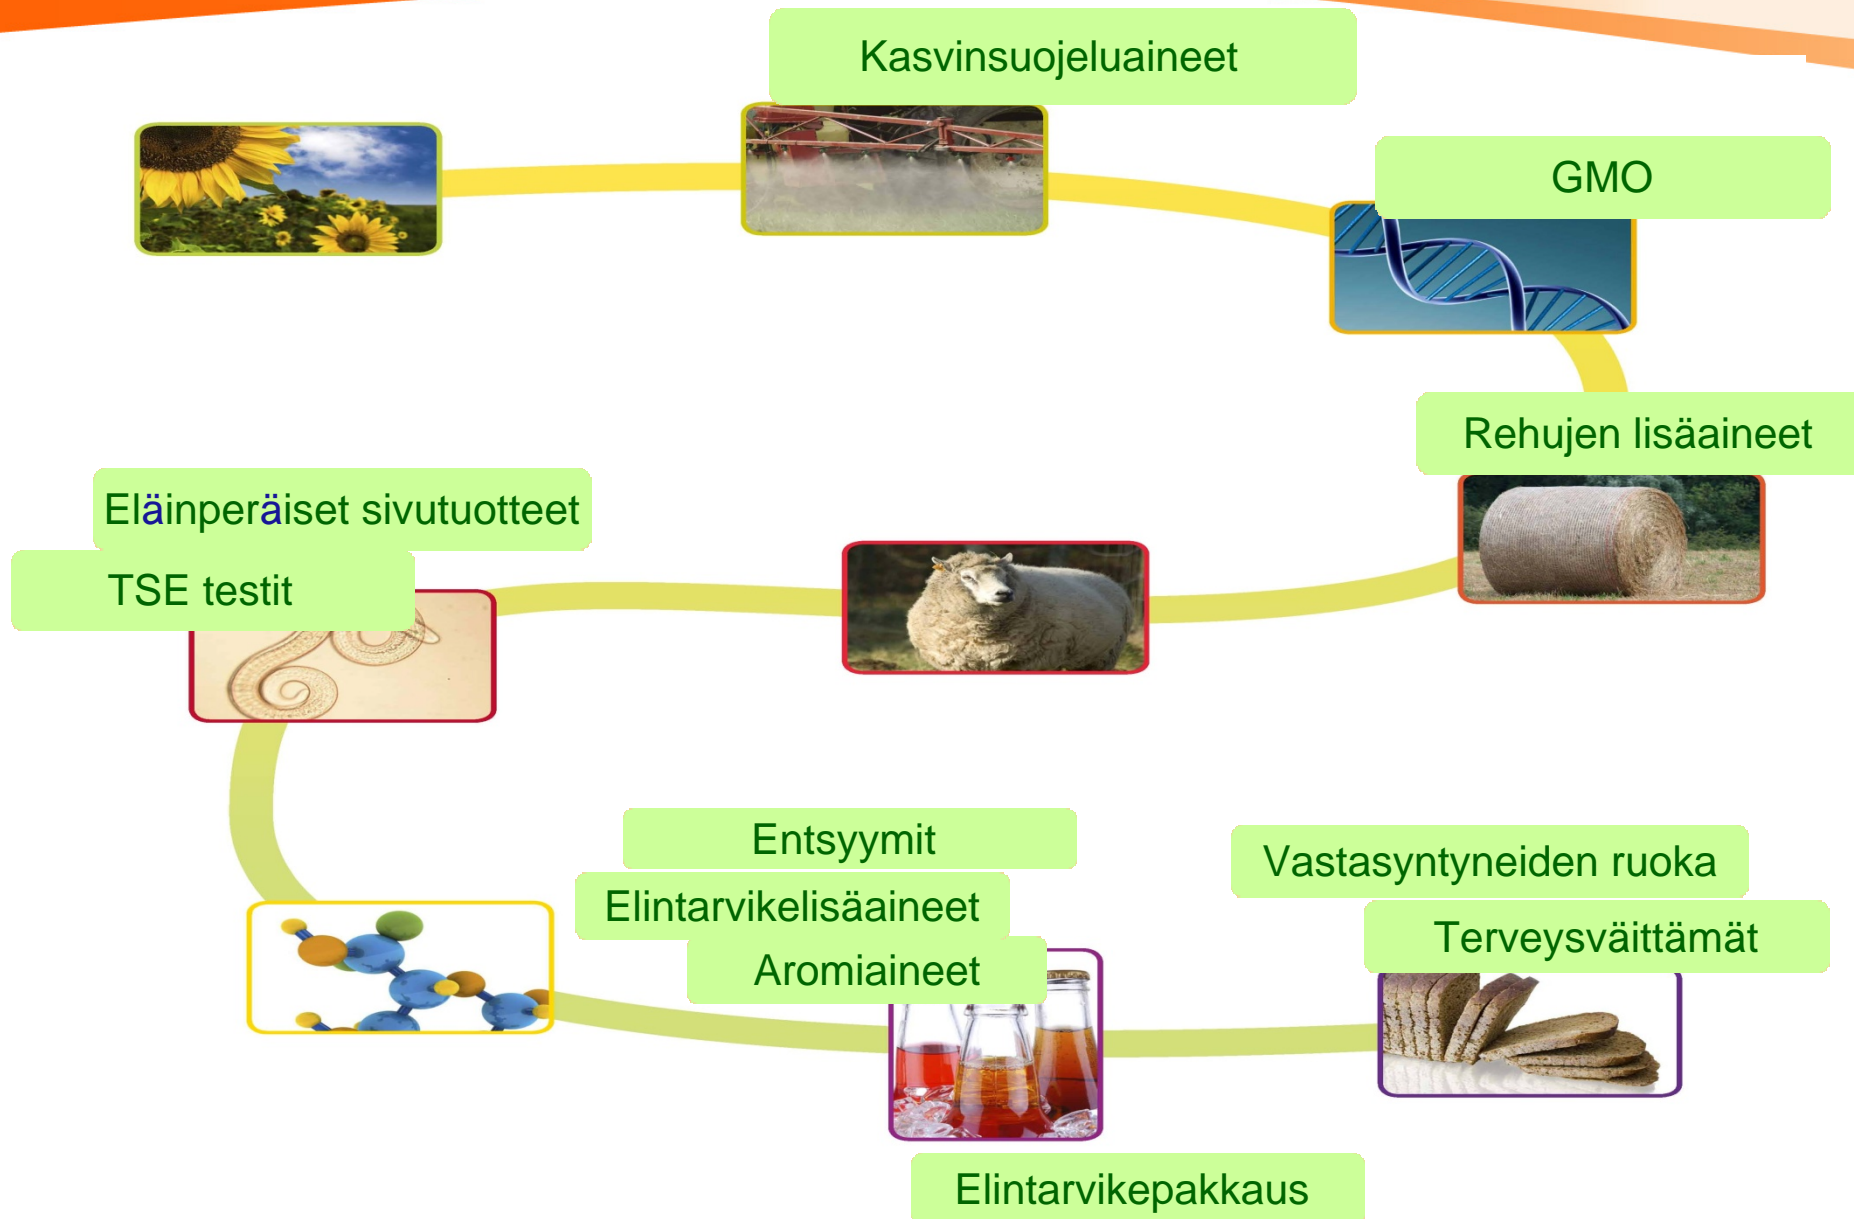 Kasvinsuojeluaineet
GMO
Rehujen lisäaineet
Eläinperäiset sivutuotteet
TSE testit
Entsyymit
Elintarvikelisäaineet
Aromiaineet
Vastasyntyneiden ruoka
Terveysväittämät
Elintarvikepakkaus